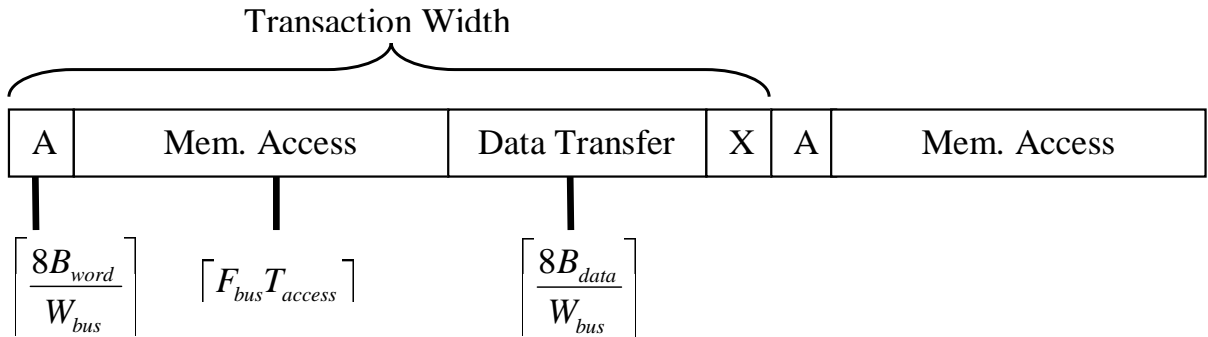 Transaction Width
A Mem. Access Data Transfer X A Mem. Access
⌈8B_word / W_bus⌉ ⌈F_bus T_access⌉ ⌈8B_data / W_bus⌉